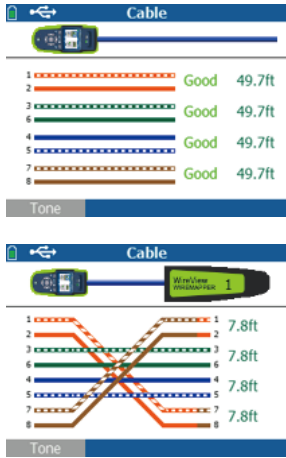 Cable
1
2
Good 49.7ft
3
6
Good 49.7ft
4
5
Good 49.7ft
7
8
Good 49.7ft
Tone
Cable
WireView
WIREMAPPER 1
1 1
2 2
7.8ft
3 3
6 6
7.8ft
4 4
5 5
7.8ft
7 7
8 8
7.8ft
Tone